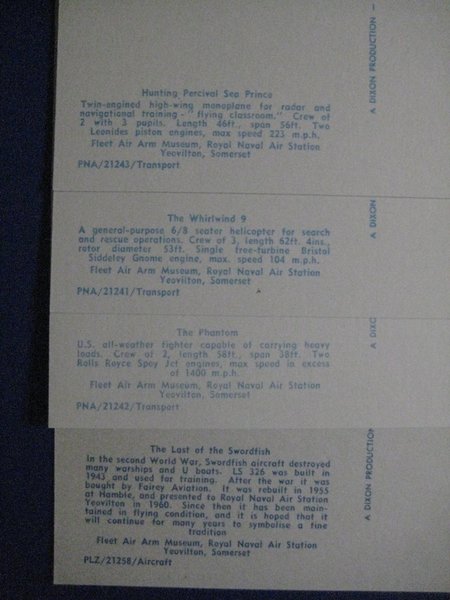 Hunting Percival Sea Prince
Twin-engined high-wing monoplane for radar and
navigational training - "flying classroom." Crew of
2 with 3 pupils. Length 46ft., span 56ft. Two
Leonides piston engines, max speed 223 m.p.h.
Fleet Air Arm Museum, Royal Naval Air Station
Yeovilton, Somerset
PNA/21243/Transport
A DIXON PRODUCTION —
The Whirlwind 9
A general-purpose 6/8 seater helicopter for search
and rescue operations. Crew of 3, length 62ft. 4ins.,
rotor diameter 53ft. Single free-turbine Bristol
Siddeley Gnome engine, max. speed 104 m.p.h.
Fleet Air Arm Museum, Royal Naval Air Station
Yeovilton, Somerset
PNA/21241/Transport
A DIXON
The Phantom
U.S. all-weather fighter capable of carrying heavy
loads. Crew of 2, length 58ft., span 38ft. Two
Rolls Royce Spey Jet engines, max speed in excess
of 1400 m.p.h.
Fleet Air Arm Museum, Royal Naval Air Station
Yeovilton, Somerset
PNA/21242/Transport
A DIXO
The Last of the Swordfish
In the second World War, Swordfish aircraft destroyed
many warships and U boats. LS 326 was built in
1943 and used for training. After the war it was
bought by Fairey Aviation. It was rebuilt in 1955
at Hamble, and presented to Royal Naval Air Station
Yeovilton in 1960. Since then it has been main-
tained in flying condition, and it is hoped that it
will continue for many years to symbolise a fine
tradition
Fleet Air Arm Museum, Royal Naval Air Station
Yeovilton, Somerset
PLZ/21258/Aircraft
A DIXON PRODUCTION